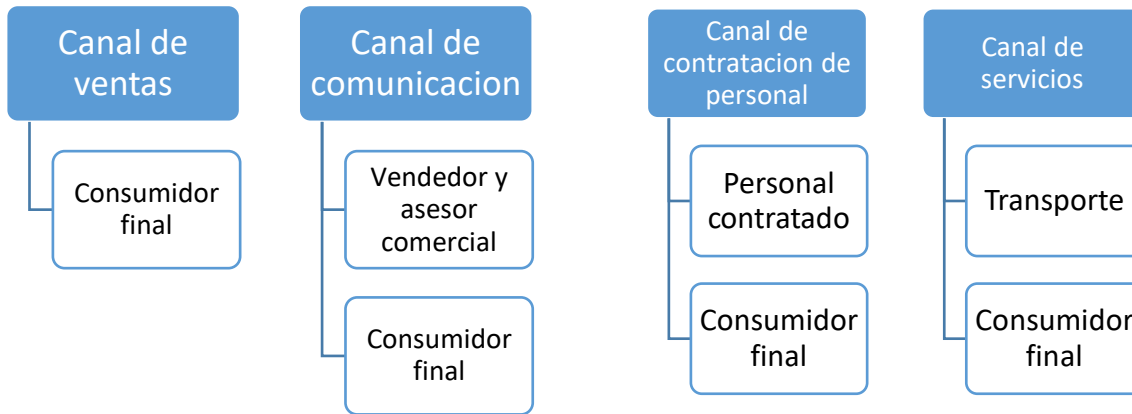 Canal de
ventas
Consumidor
final
Canal de
comunicacion
Vendedor y
asesor
comercial
Consumidor
final
Canal de
contratacion de
personal
Personal
contratado
Consumidor
final
Canal de
servicios
Transporte
Consumidor
final